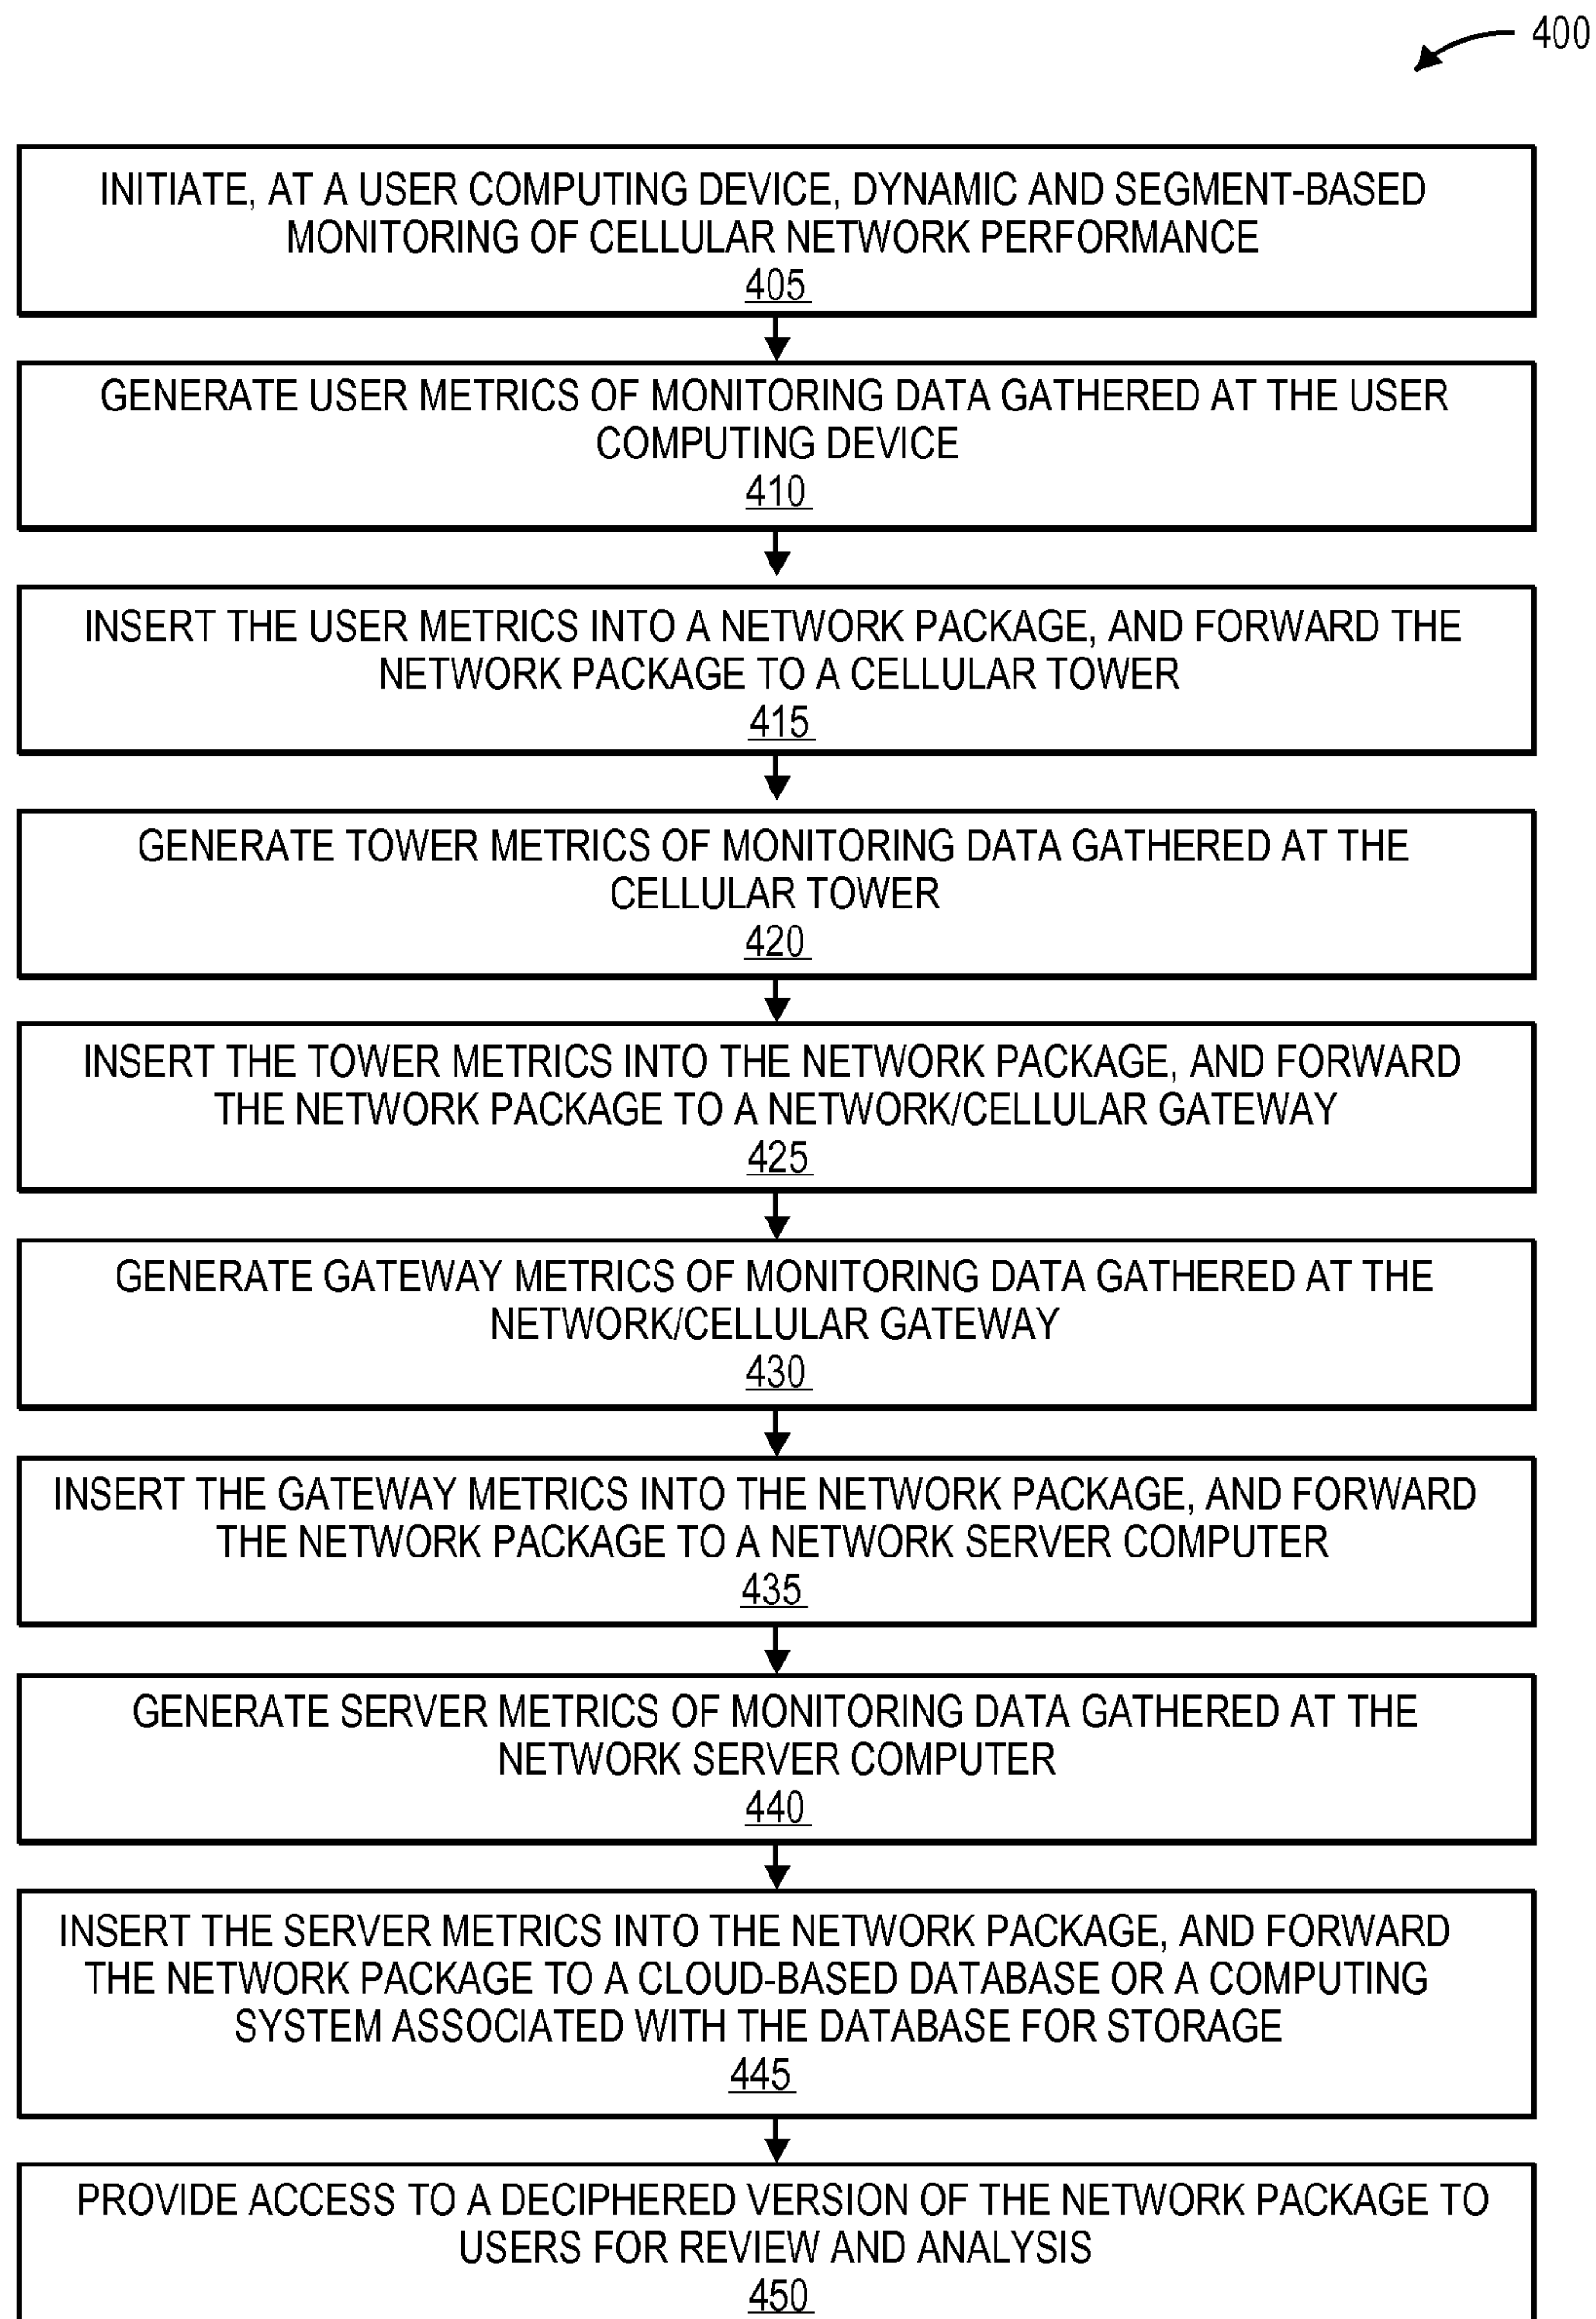 400
INITIATE, AT A USER COMPUTING DEVICE, DYNAMIC AND SEGMENT-BASED
MONITORING OF CELLULAR NETWORK PERFORMANCE
405
GENERATE USER METRICS OF MONITORING DATA GATHERED AT THE USER
COMPUTING DEVICE
410
INSERT THE USER METRICS INTO A NETWORK PACKAGE, AND FORWARD THE
NETWORK PACKAGE TO A CELLULAR TOWER
415
GENERATE TOWER METRICS OF MONITORING DATA GATHERED AT THE
CELLULAR TOWER
420
INSERT THE TOWER METRICS INTO THE NETWORK PACKAGE, AND FORWARD
THE NETWORK PACKAGE TO A NETWORK/CELLULAR GATEWAY
425
GENERATE GATEWAY METRICS OF MONITORING DATA GATHERED AT THE
NETWORK/CELLULAR GATEWAY
430
INSERT THE GATEWAY METRICS INTO THE NETWORK PACKAGE, AND FORWARD
THE NETWORK PACKAGE TO A NETWORK SERVER COMPUTER
435
GENERATE SERVER METRICS OF MONITORING DATA GATHERED AT THE
NETWORK SERVER COMPUTER
440
INSERT THE SERVER METRICS INTO THE NETWORK PACKAGE, AND FORWARD
THE NETWORK PACKAGE TO A CLOUD-BASED DATABASE OR A COMPUTING
SYSTEM ASSOCIATED WITH THE DATABASE FOR STORAGE
445
PROVIDE ACCESS TO A DECIPHERED VERSION OF THE NETWORK PACKAGE TO
USERS FOR REVIEW AND ANALYSIS
450